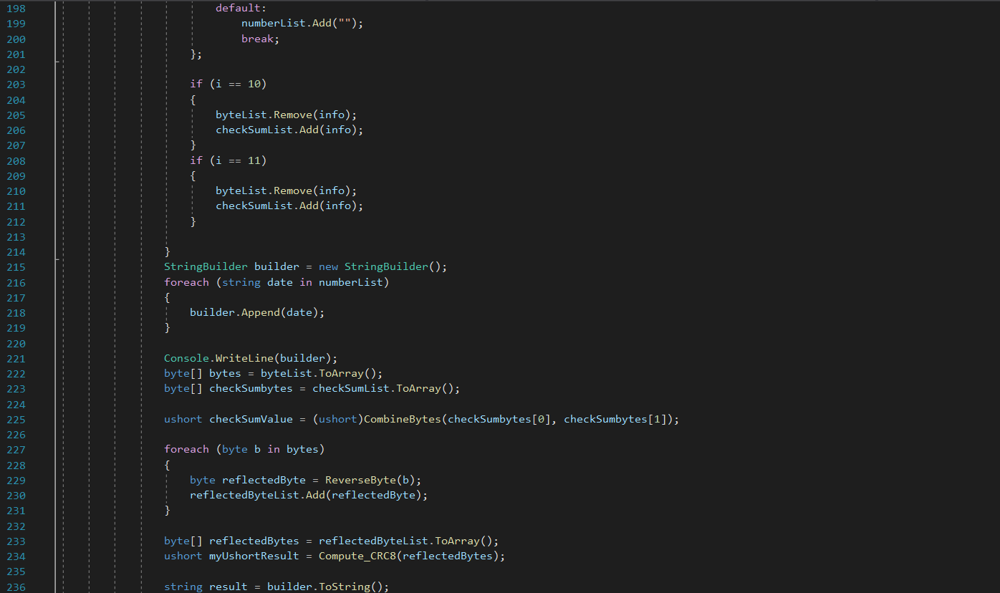 198 default:
199 numberList.Add("");
200 break;
201 };
202
203 if (i == 10)
204 {
205 byteList.Remove(info);
206 checkSumList.Add(info);
207 }
208 if (i == 11)
209 {
210 byteList.Remove(info);
211 checkSumList.Add(info);
212 }
213
214 }
215 StringBuilder builder = new StringBuilder();
216 foreach (string date in numberList)
217 {
218 builder.Append(date);
219 }
220
221 Console.WriteLine(builder);
222 byte[] bytes = byteList.ToArray();
223 byte[] checkSumbytes = checkSumList.ToArray();
224
225 ushort checkSumValue = (ushort)CombineBytes(checkSumbytes[0], checkSumbytes[1]);
226
227 foreach (byte b in bytes)
228 {
229 byte reflectedByte = ReverseByte(b);
230 reflectedByteList.Add(reflectedByte);
231 }
232
233 byte[] reflectedBytes = reflectedByteList.ToArray();
234 ushort myUshortResult = Compute_CRC8(reflectedBytes);
235
236 string result = builder.ToString();